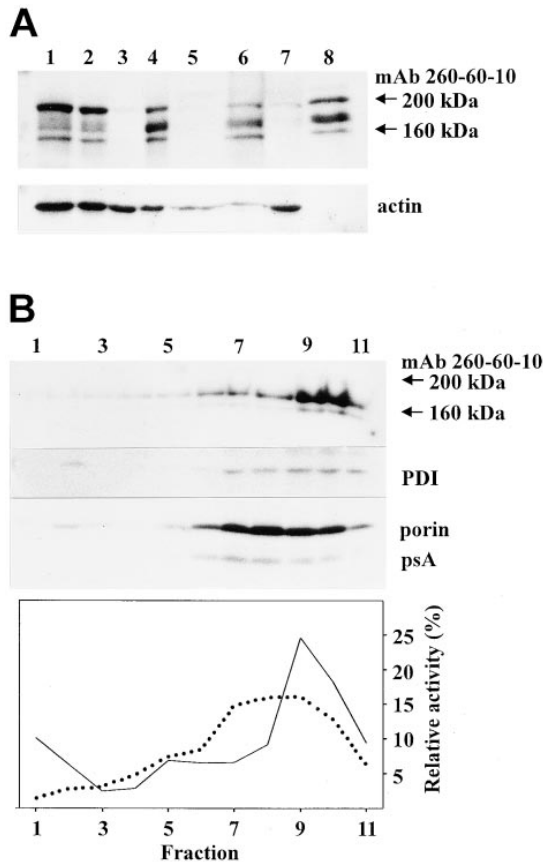 A
1 2 3 4 5 6 7 8
mAb 260-60-10
200 kDa
160 kDa
actin
B
1 3 5 7 9 11
mAb 260-60-10
200 kDa
160 kDa
PDI
porin
psA
25
20
15
10
5
Relative activity (%)
1 3 5 7 9 11
Fraction